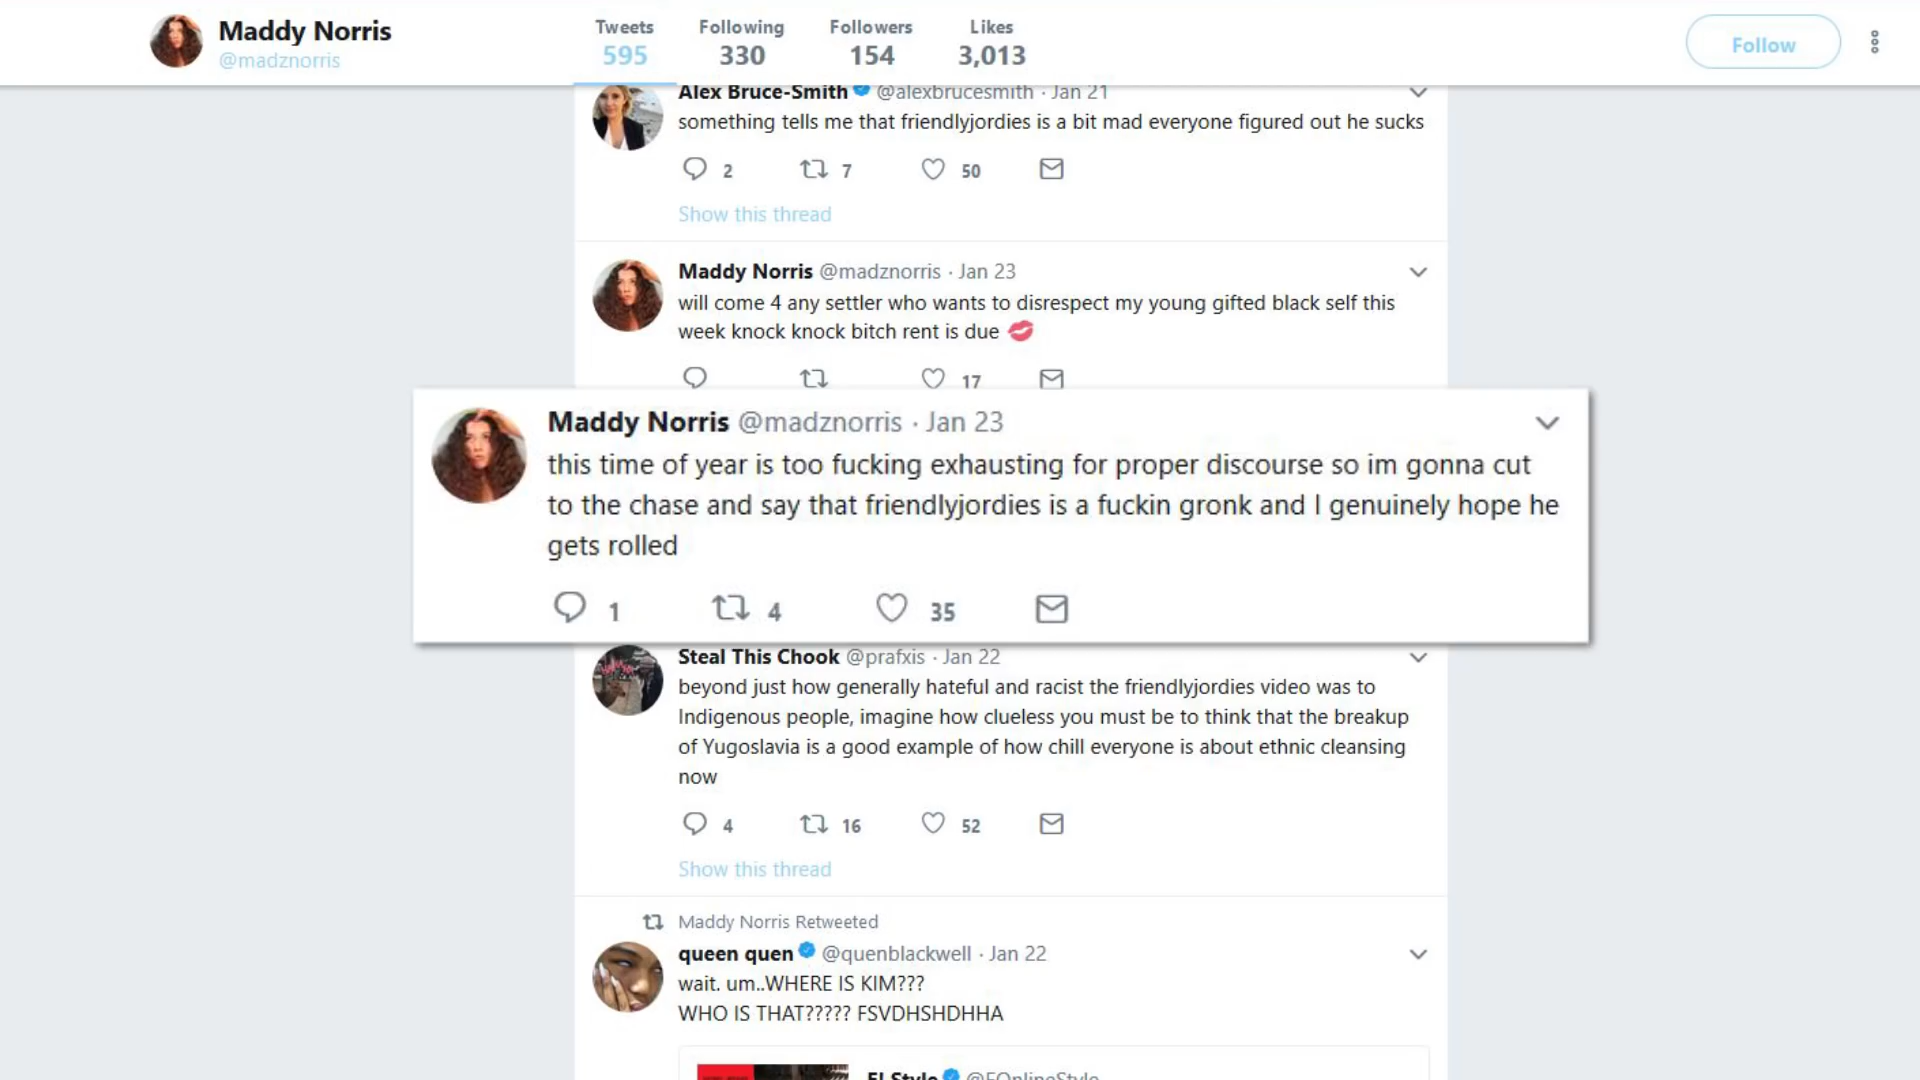 Maddy Norris
@madznorris
Tweets
595
Following
330
Followers
154
Likes
3,013
Follow
Alex Bruce-Smith @alexbrucesmith · Jan 21
something tells me that friendlyjordies is a bit mad everyone figured out he sucks
2 7 50
Show this thread
Maddy Norris @madznorris · Jan 23
will come 4 any settler who wants to disrespect my young gifted black self this
week knock knock bitch rent is due 💋
17
Maddy Norris @madznorris · Jan 23
this time of year is too fucking exhausting for proper discourse so im gonna cut
to the chase and say that friendlyjordies is a fuckin gronk and I genuinely hope he
gets rolled
1 4 35
Steal This Chook @prafxis · Jan 22
beyond just how generally hateful and racist the friendlyjordies video was to
Indigenous people, imagine how clueless you must be to think that the breakup
of Yugoslavia is a good example of how chill everyone is about ethnic cleansing
now
4 16 52
Show this thread
Maddy Norris Retweeted
queen quen @quenblackwell · Jan 22
wait. um..WHERE IS KIM???
WHO IS THAT????? FSVDHSHDHHA
E! Style @EOnlineStyle